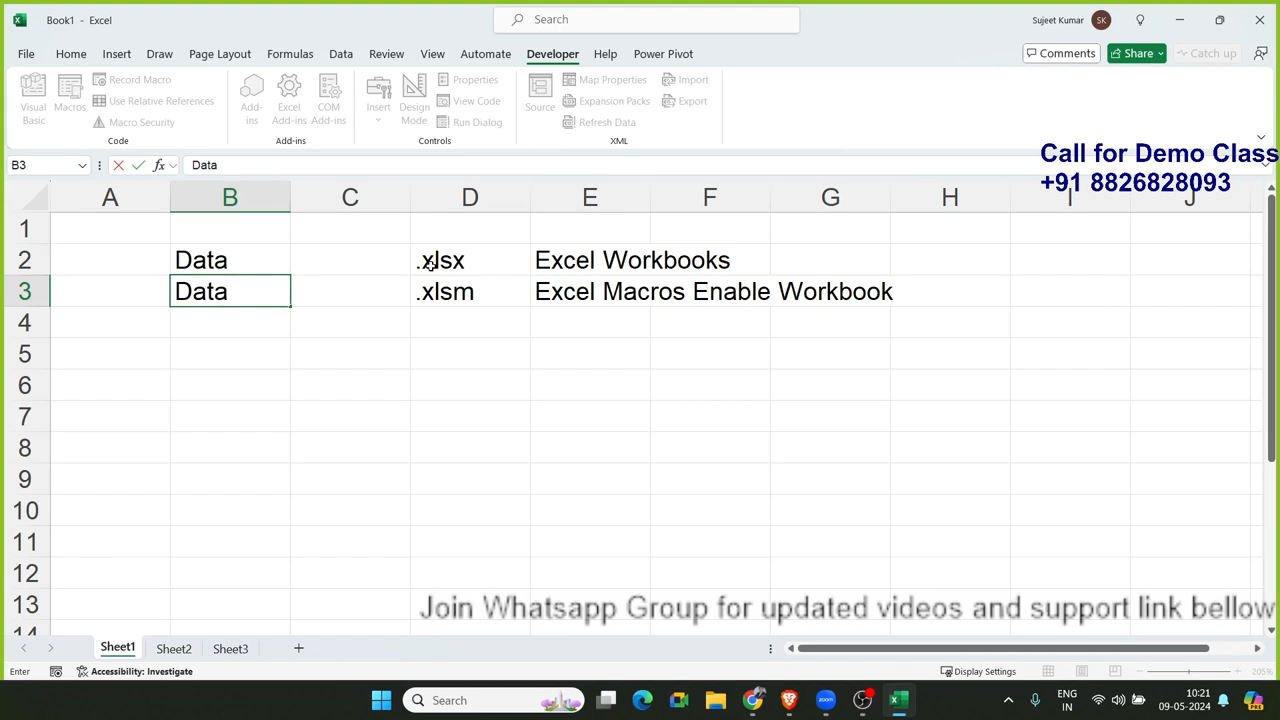 Book1 - Excel
Search
Sujeet Kumar SK
File Home Insert Draw Page Layout Formulas Data Review View Automate Developer Help Power Pivot
Comments Share Catch up
Visual Basic
Macros
Record Macro
Use Relative References
Macro Security
Code
Add-ins
Excel Add-ins
COM Add-ins
Add-ins
Insert
Design Mode
Properties
View Code
Run Dialog
Controls
Source
Map Properties
Expansion Packs
Refresh Data
Import
Export
XML
Call for Demo Class
+91 8826828093
B3 fx Data
A B C D E F G H I J
1
2 Data .xlsx Excel Workbooks
3 Data .xlsm Excel Macros Enable Workbook
4
5
6
7
8
9
10
11
12
13
14
Join Whatsapp Group for updated videos and support link bellow
Sheet1 Sheet2 Sheet3
Enter Accessibility: Investigate Display Settings 205%
Search
zoom
ENG
IN
10:21
09-05-2024